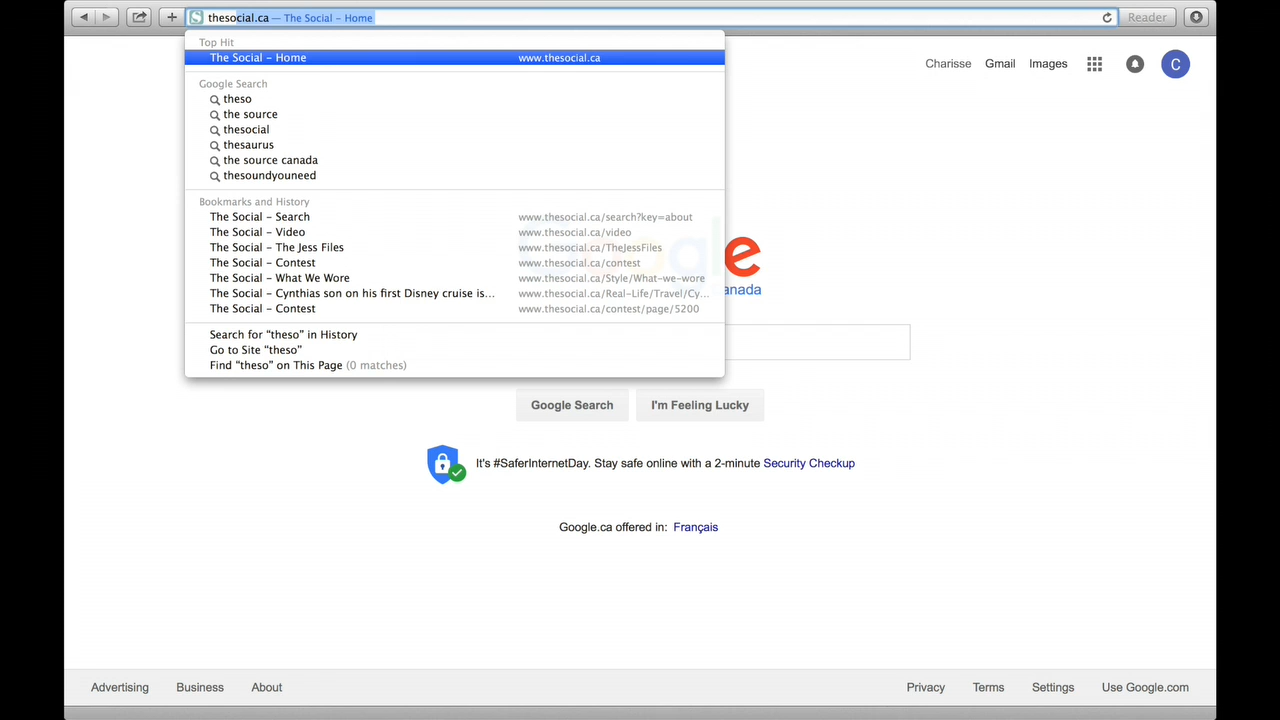 thesocial.ca — The Social – Home
Reader
Top Hit
The Social – Home www.thesocial.ca
Google Search
theso
the source
thesocial
thesaurus
the source canada
thesoundyouneed
Bookmarks and History
The Social – Search www.thesocial.ca/search?key=about
The Social – Video www.thesocial.ca/video
The Social – The Jess Files www.thesocial.ca/TheJessFiles
The Social – Contest www.thesocial.ca/contest
The Social – What We Wore www.thesocial.ca/Style/What-we-wore
The Social – Cynthias son on his first Disney cruise is... www.thesocial.ca/Real-Life/Travel/Cy...
The Social – Contest www.thesocial.ca/contest/page/5200
Search for “theso” in History
Go to Site “theso”
Find “theso” on This Page (0 matches)
Charisse Gmail Images C
gle
anada
Google Search I'm Feeling Lucky
It's #SaferInternetDay. Stay safe online with a 2-minute Security Checkup
Google.ca offered in: Français
Advertising Business About Privacy Terms Settings Use Google.com